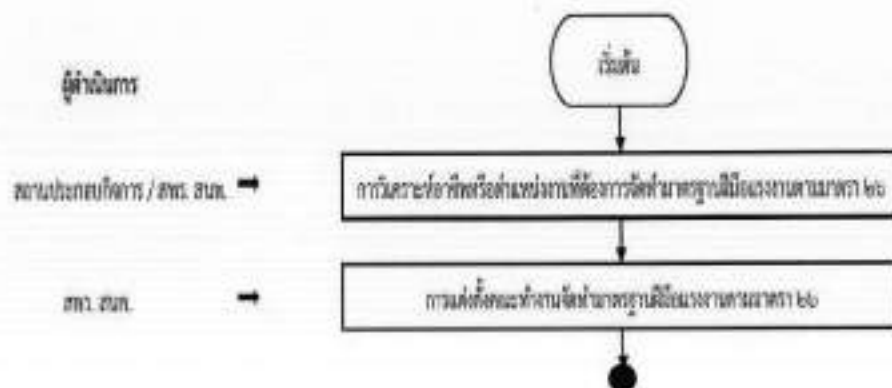 เริ่มต้น
ผู้ดำเนินการ
สถานประกอบกิจการ / สพร. สนพ. ➡ การวิเคราะห์อาชีพหรือตำแหน่งงานที่ต้องการจัดทำมาตรฐานฝีมือแรงงานตามมาตรา ๒๖
สพร. สนพ. ➡ การแต่งตั้งคณะทำงานจัดทำมาตรฐานฝีมือแรงงานตามมาตรา ๒๖